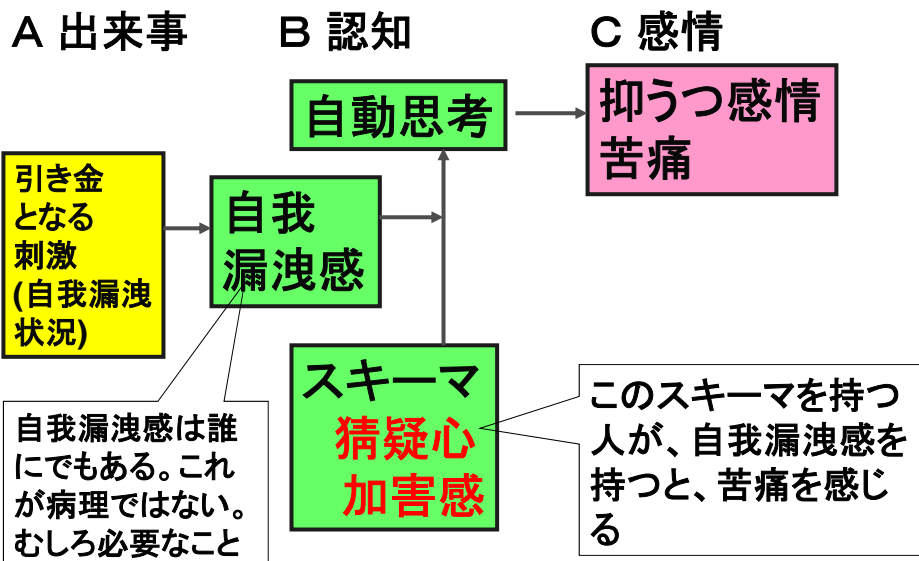 A 出来事
B 認知
C 感情
自動思考
抑うつ感情
苦痛
引き金
となる
刺激
(自我漏洩
状況)
自我
漏洩感
スキーマ
猜疑心
加害感
自我漏洩感は誰
にでもある。これ
が病理ではない。
むしろ必要なこと
このスキーマを持つ
人が、自我漏洩感を
持つと、苦痛を感じ
る